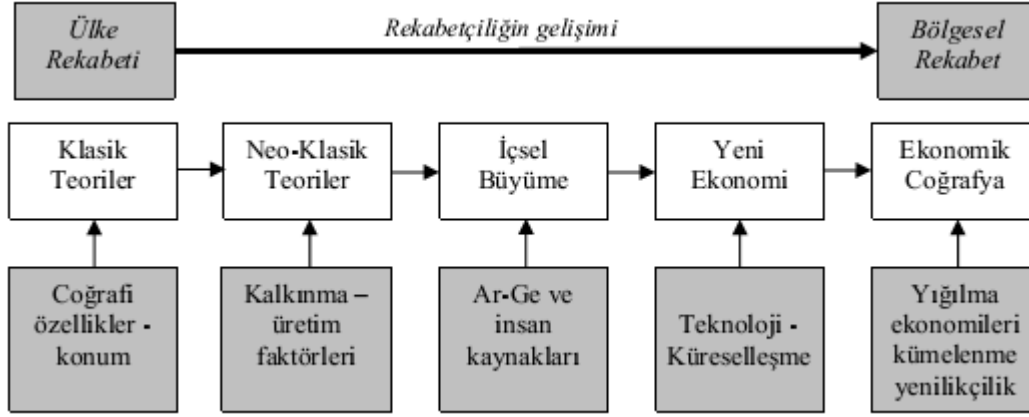 Ülke
Rekabeti
Rekabetçiliğin gelişimi
Bölgesel
Rekabet
Klasik
Teoriler
Neo-Klasik
Teoriler
İçsel
Büyüme
Yeni
Ekonomi
Ekonomik
Coğrafya
Coğrafi
özellikler -
konum
Kalkınma –
üretim
faktörleri
Ar-Ge ve
insan
kaynakları
Teknoloji -
Küreselleşme
Yığılma
ekonomileri
kümelenme
yenilikçilik